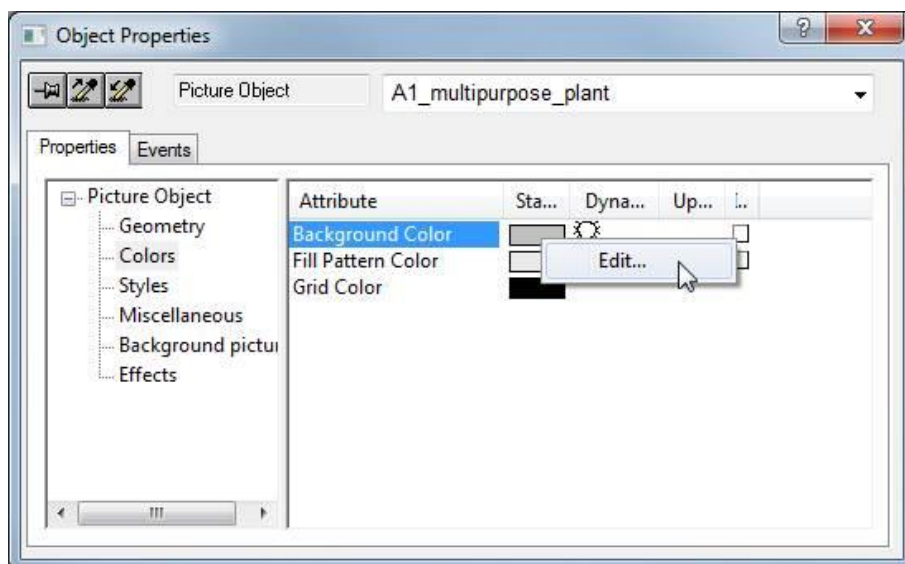 Object Properties
Picture Object
A1_multipurpose_plant
Properties
Events
Picture Object
Geometry
Colors
Styles
Miscellaneous
Background pictu
Effects
Attribute Sta... Dyna... Up... I..
Background Color
Fill Pattern Color
Grid Color
Edit...